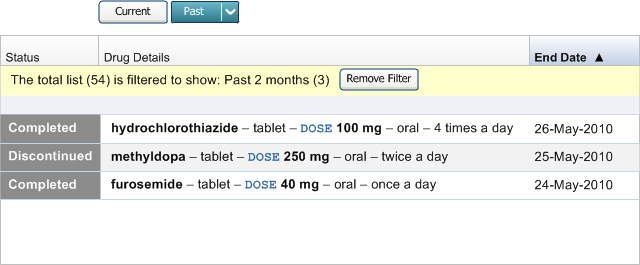 Current Past
Status Drug Details End Date ▲
The total list (54) is filtered to show: Past 2 months (3) Remove Filter
Completed hydrochlorothiazide – tablet – DOSE 100 mg – oral – 4 times a day 26-May-2010
Discontinued methyldopa – tablet – DOSE 250 mg – oral – twice a day 25-May-2010
Completed furosemide – tablet – DOSE 40 mg – oral – once a day 24-May-2010